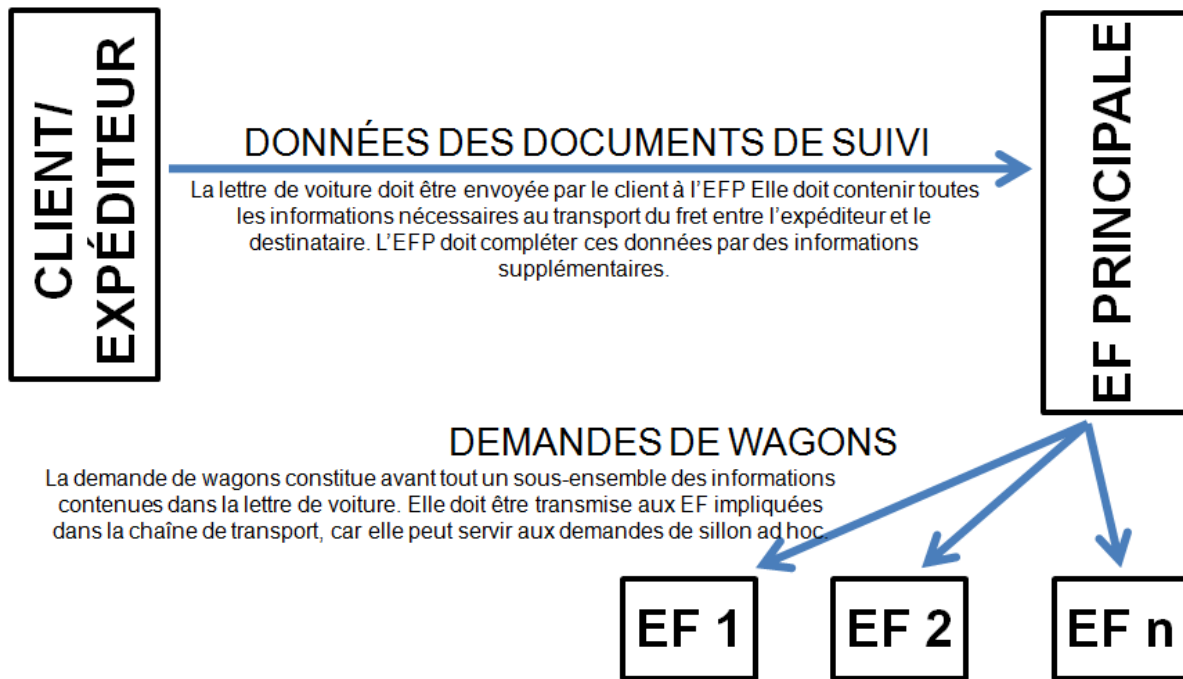 CLIENT/
EXPÉDITEUR
DONNÉES DES DOCUMENTS DE SUIVI
La lettre de voiture doit être envoyée par le client à l'EFP Elle doit contenir toutes
les informations nécessaires au transport du fret entre l'expéditeur et le
destinataire. L'EFP doit compléter ces données par des informations
supplémentaires.
EF PRINCIPALE
DEMANDES DE WAGONS
La demande de wagons constitue avant tout un sous-ensemble des informations
contenues dans la lettre de voiture. Elle doit être transmise aux EF impliquées
dans la chaîne de transport, car elle peut servir aux demandes de sillon ad hoc.
EF 1
EF 2
EF n